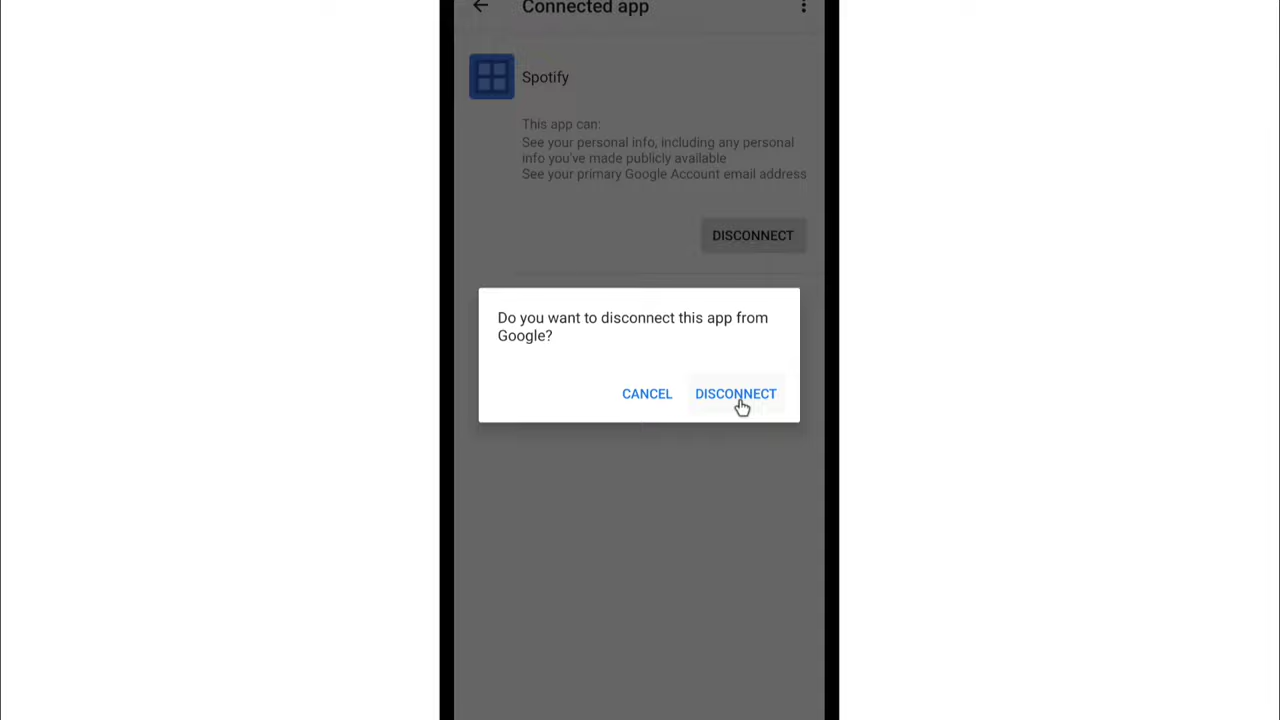 Connected app
Spotify
This app can:
See your personal info, including any personal
info you've made publicly available
See your primary Google Account email address
DISCONNECT
Do you want to disconnect this app from
Google?
CANCEL DISCONNECT